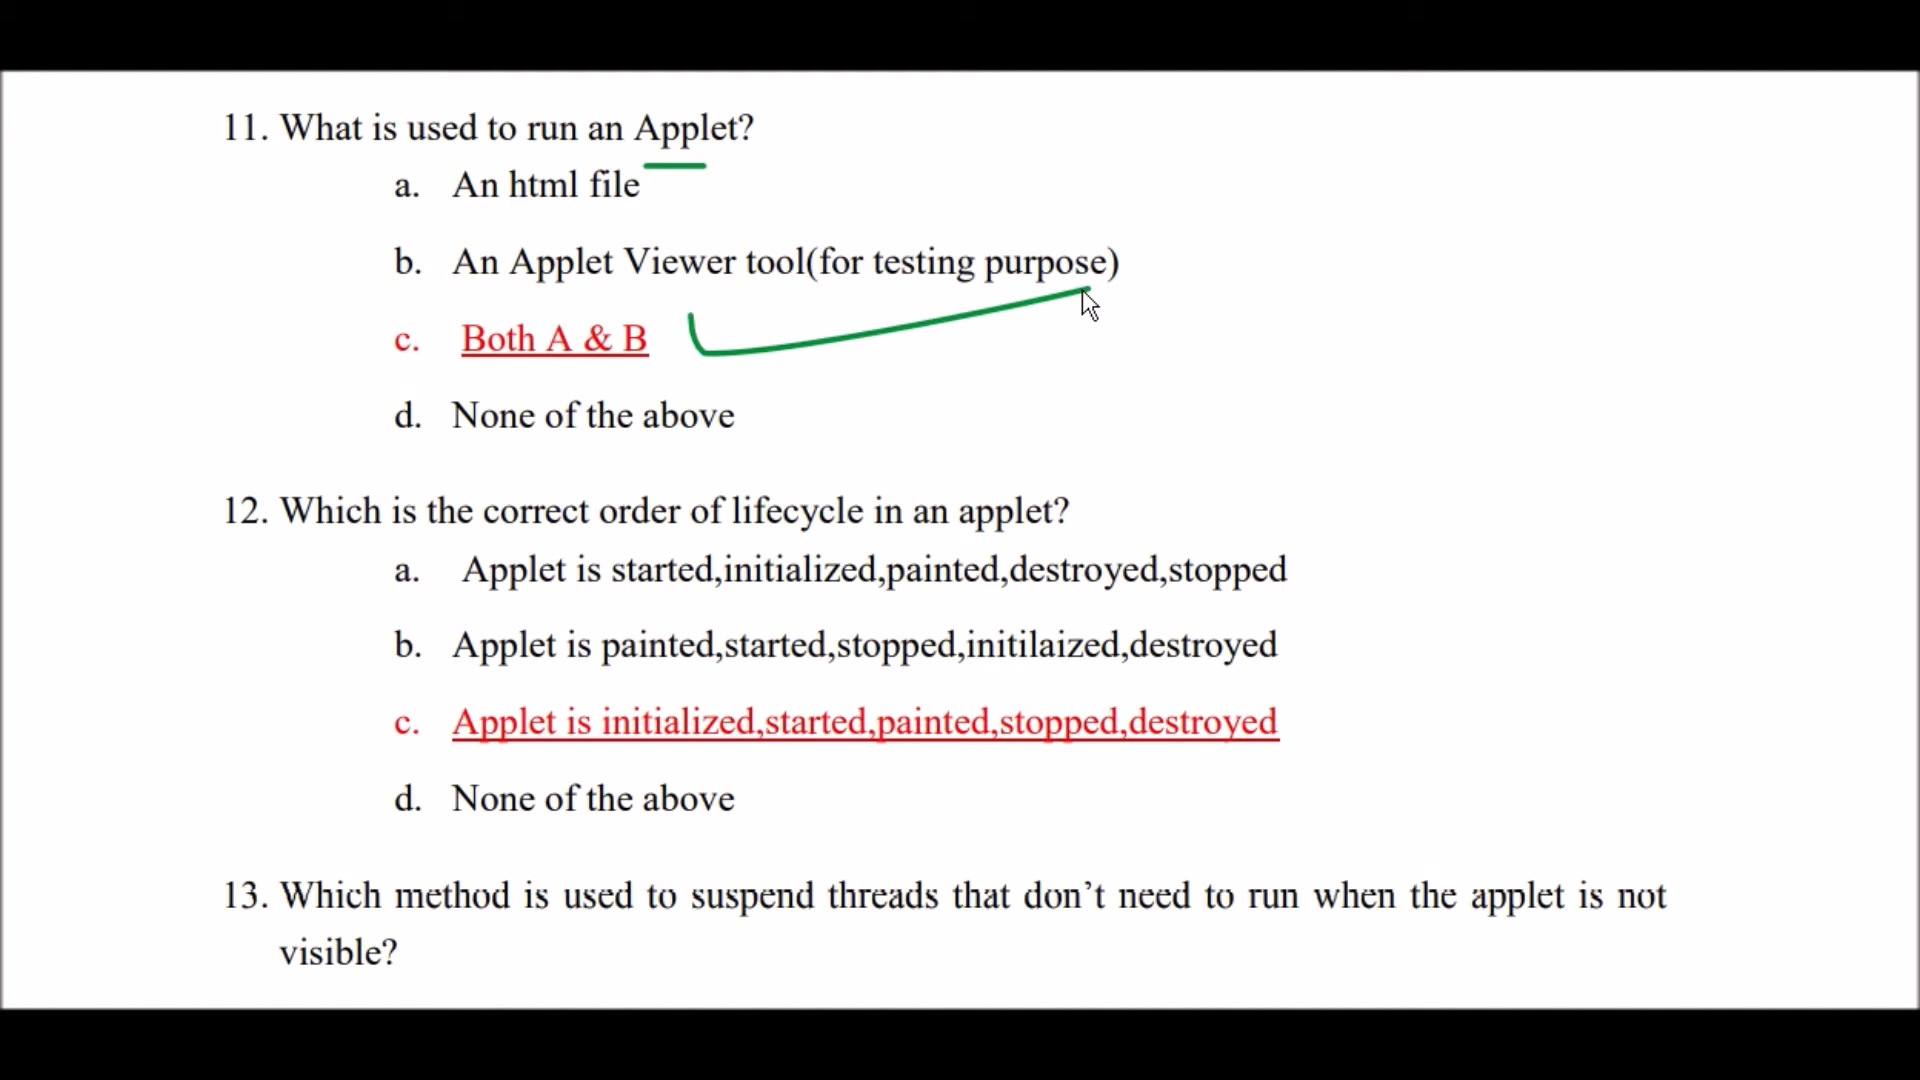 11. What is used to run an Applet?
a. An html file
b. An Applet Viewer tool(for testing purpose)
c. Both A & B
d. None of the above
12. Which is the correct order of lifecycle in an applet?
a. Applet is started,initialized,painted,destroyed,stopped
b. Applet is painted,started,stopped,initilaized,destroyed
c. Applet is initialized,started,painted,stopped,destroyed
d. None of the above
13. Which method is used to suspend threads that don’t need to run when the applet is not
visible?